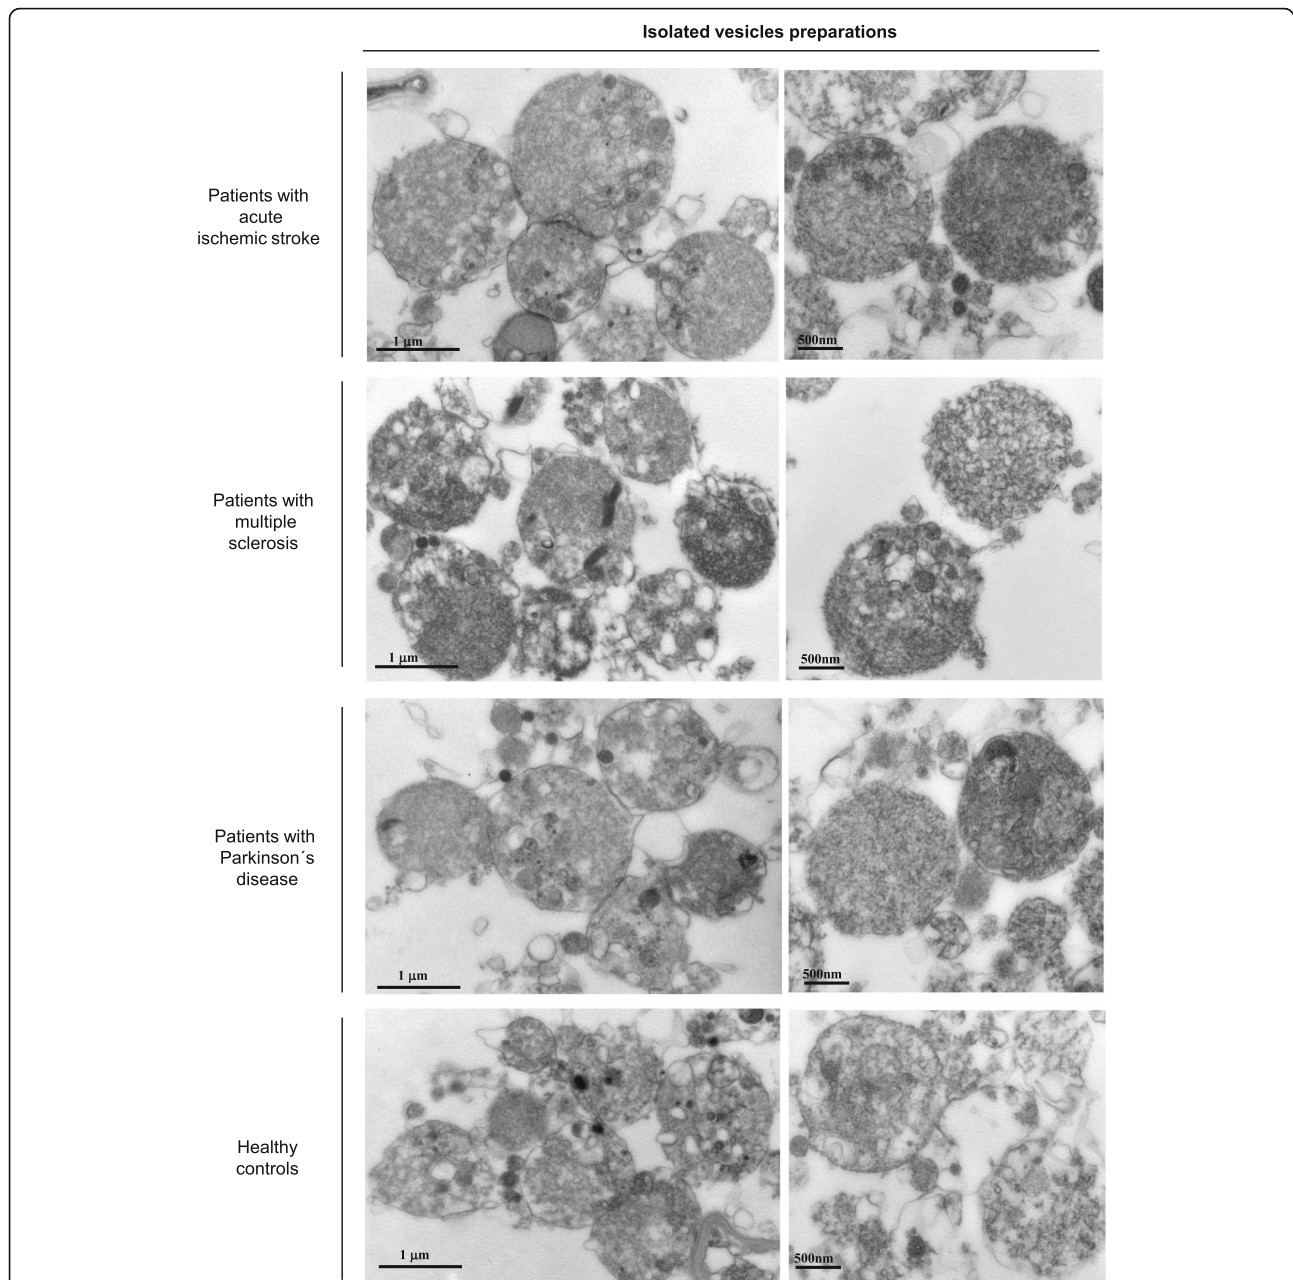 Isolated vesicles preparations
Patients with
acute
ischemic stroke
1 μm
500nm
Patients with
multiple
sclerosis
1 μm
500nm
Patients with
Parkinson´s
disease
1 μm
500nm
Healthy
controls
1 μm
500nm